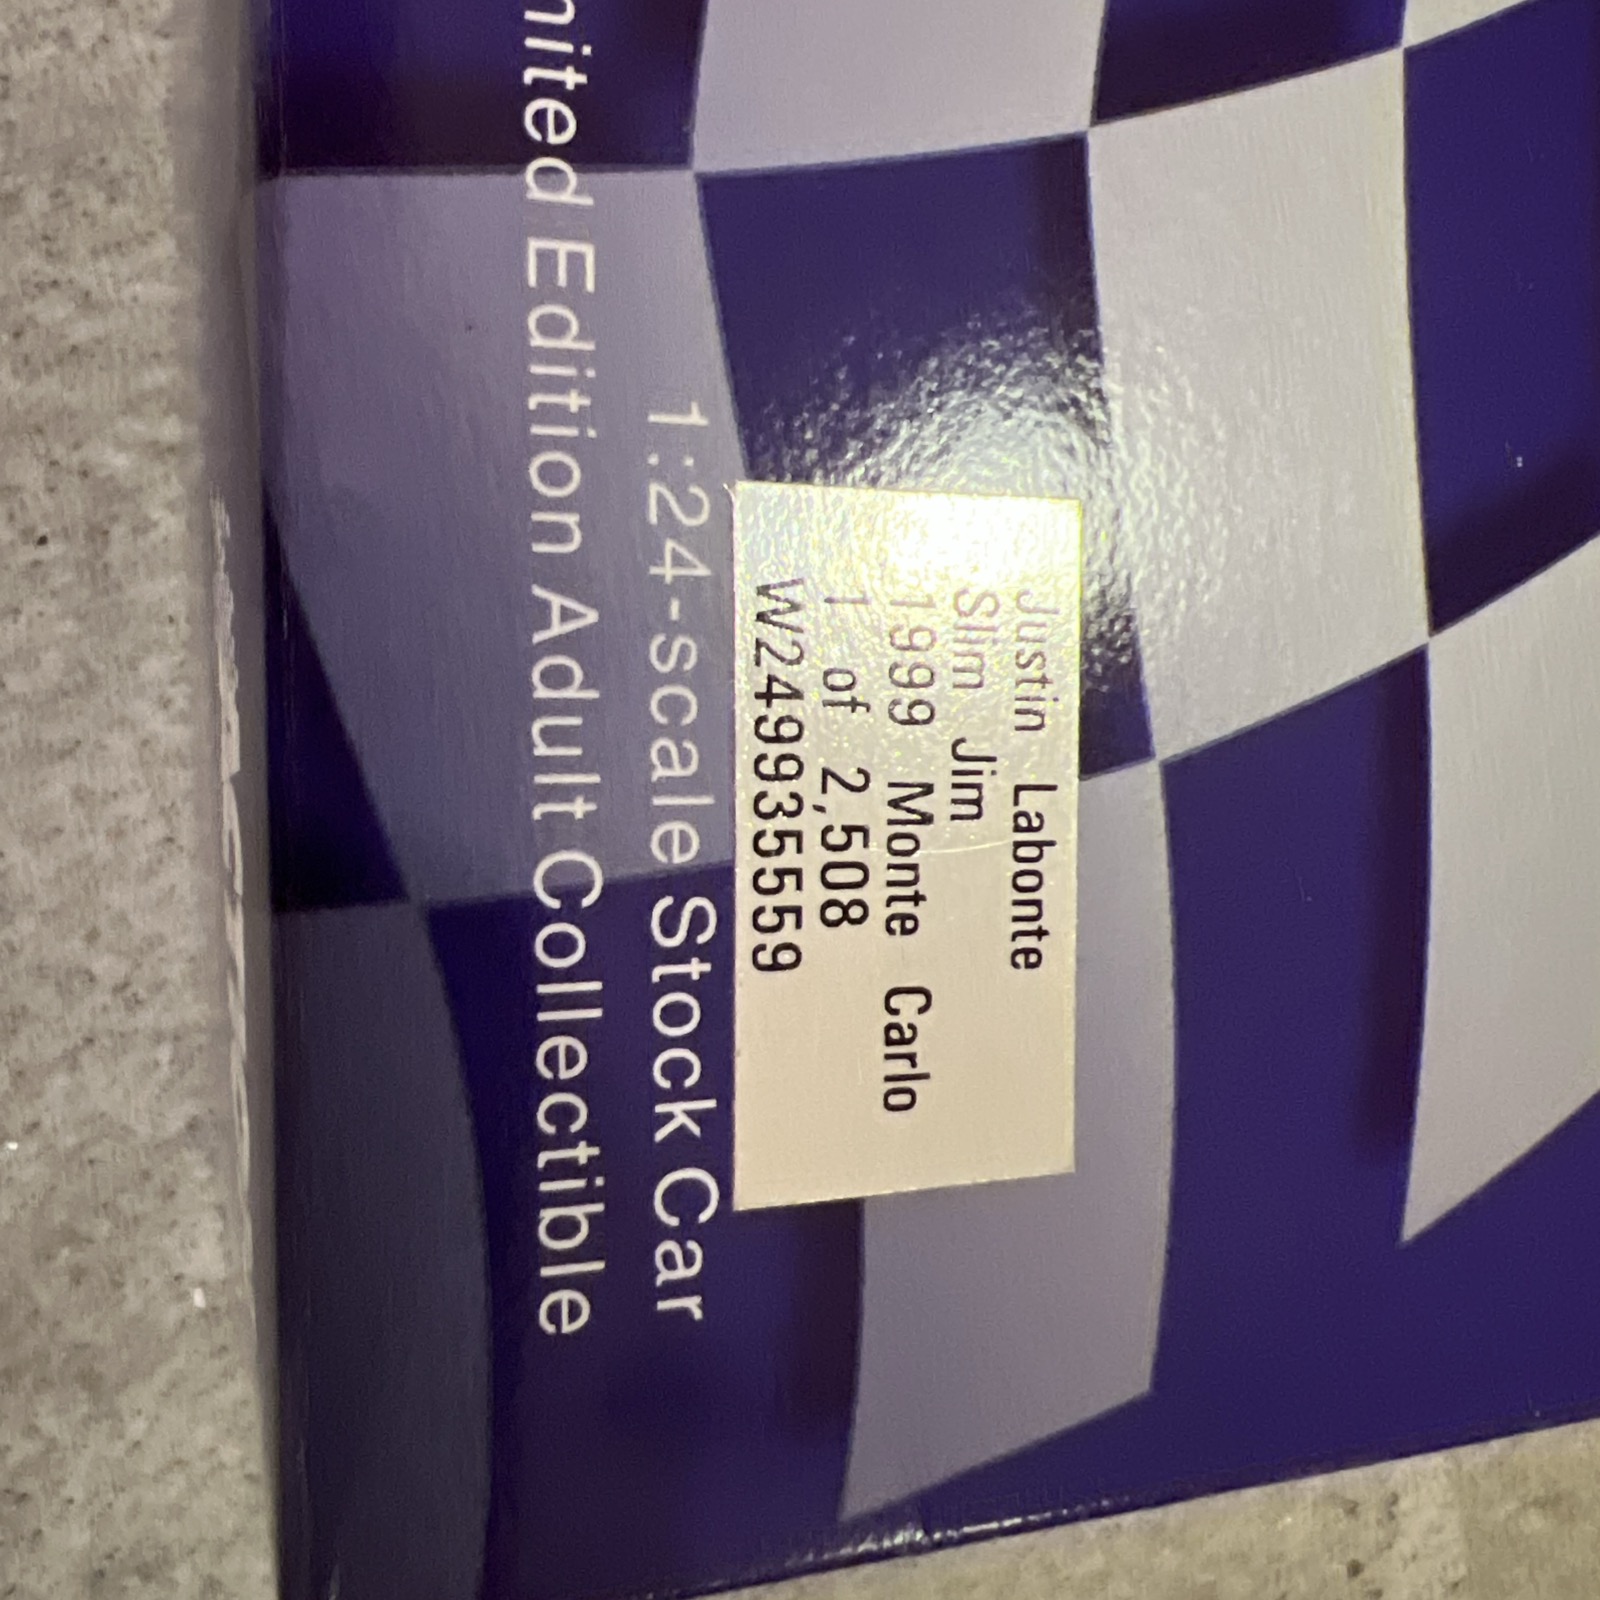 Justin Labonte
Slim Jim
1999 Monte Carlo
1 of 2,508
W249935559
1:24-scale Stock Car
Edition Adult Collectible